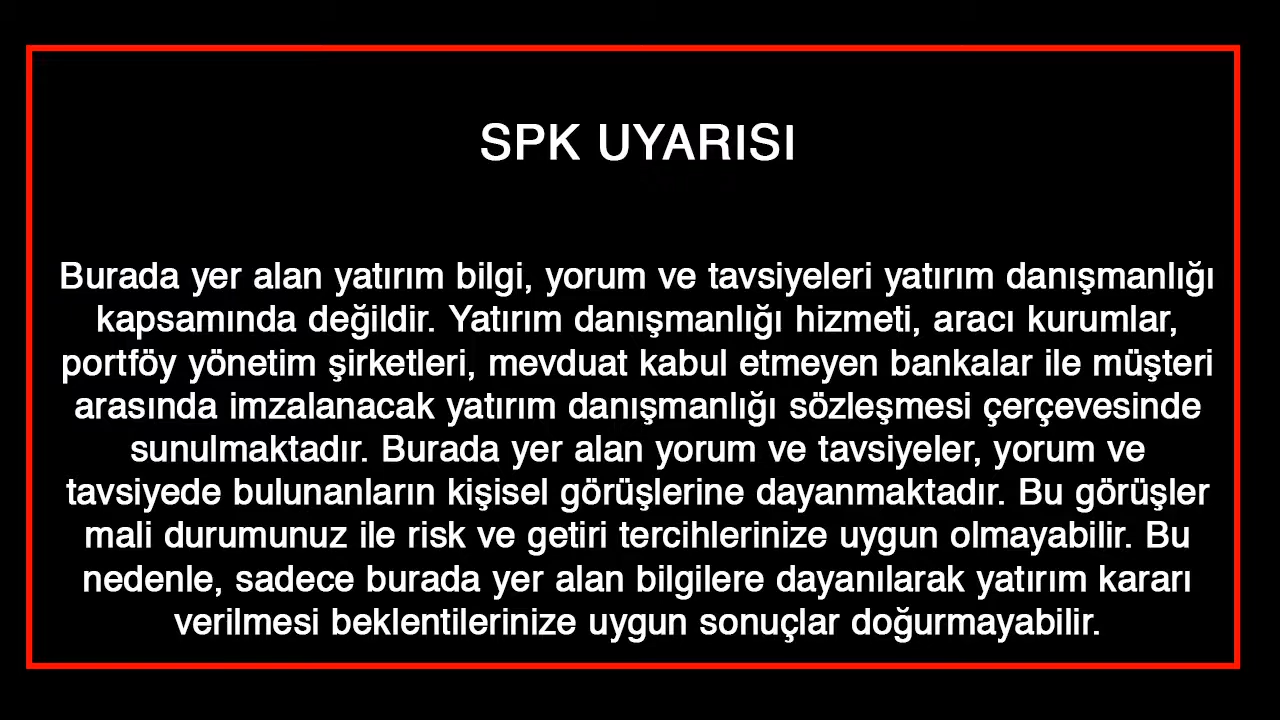 SPK UYARISI
Burada yer alan yatırım bilgi, yorum ve tavsiyeleri yatırım danışmanlığı
kapsamında değildir. Yatırım danışmanlığı hizmeti, aracı kurumlar,
portföy yönetim şirketleri, mevduat kabul etmeyen bankalar ile müşteri
arasında imzalanacak yatırım danışmanlığı sözleşmesi çerçevesinde
sunulmaktadır. Burada yer alan yorum ve tavsiyeler, yorum ve
tavsiyede bulunanların kişisel görüşlerine dayanmaktadır. Bu görüşler
mali durumunuz ile risk ve getiri tercihlerinize uygun olmayabilir. Bu
nedenle, sadece burada yer alan bilgilere dayanılarak yatırım kararı
verilmesi beklentilerinize uygun sonuçlar doğurmayabilir.